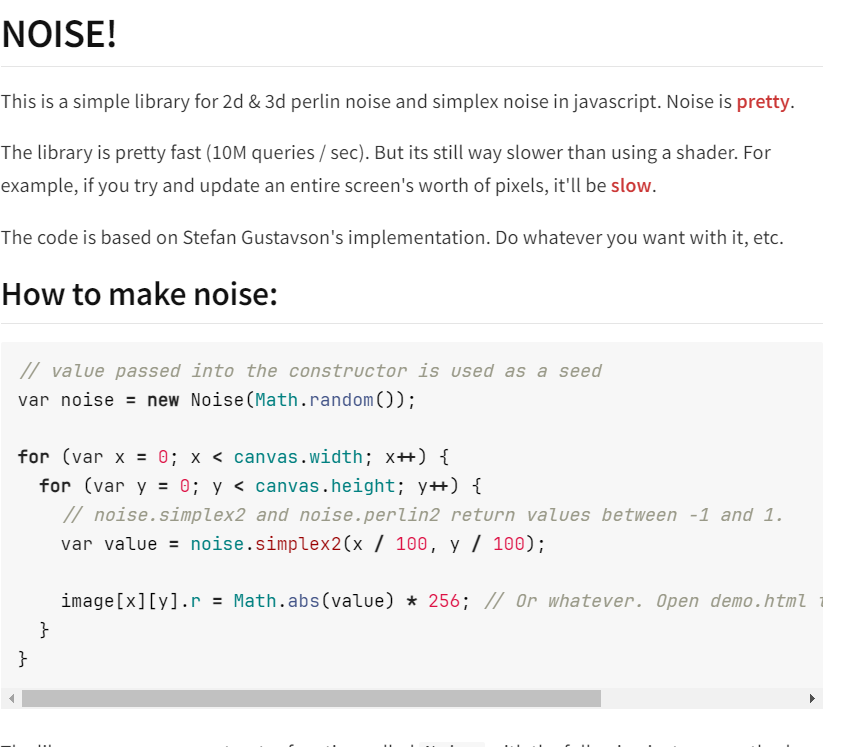 NOISE!
This is a simple library for 2d & 3d perlin noise and simplex noise in javascript. Noise is pretty.
The library is pretty fast (10M queries / sec). But its still way slower than using a shader. For
example, if you try and update an entire screen's worth of pixels, it'll be slow.
The code is based on Stefan Gustavson's implementation. Do whatever you want with it, etc.
How to make noise:
// value passed into the constructor is used as a seed
var noise = new Noise(Math.random());
for (var x = 0; x < canvas.width; x++) {
for (var y = 0; y < canvas.height; y++) {
// noise.simplex2 and noise.perlin2 return values between -1 and 1.
var value = noise.simplex2(x / 100, y / 100);
image[x][y].r = Math.abs(value) * 256; // Or whatever. Open demo.html
}
}